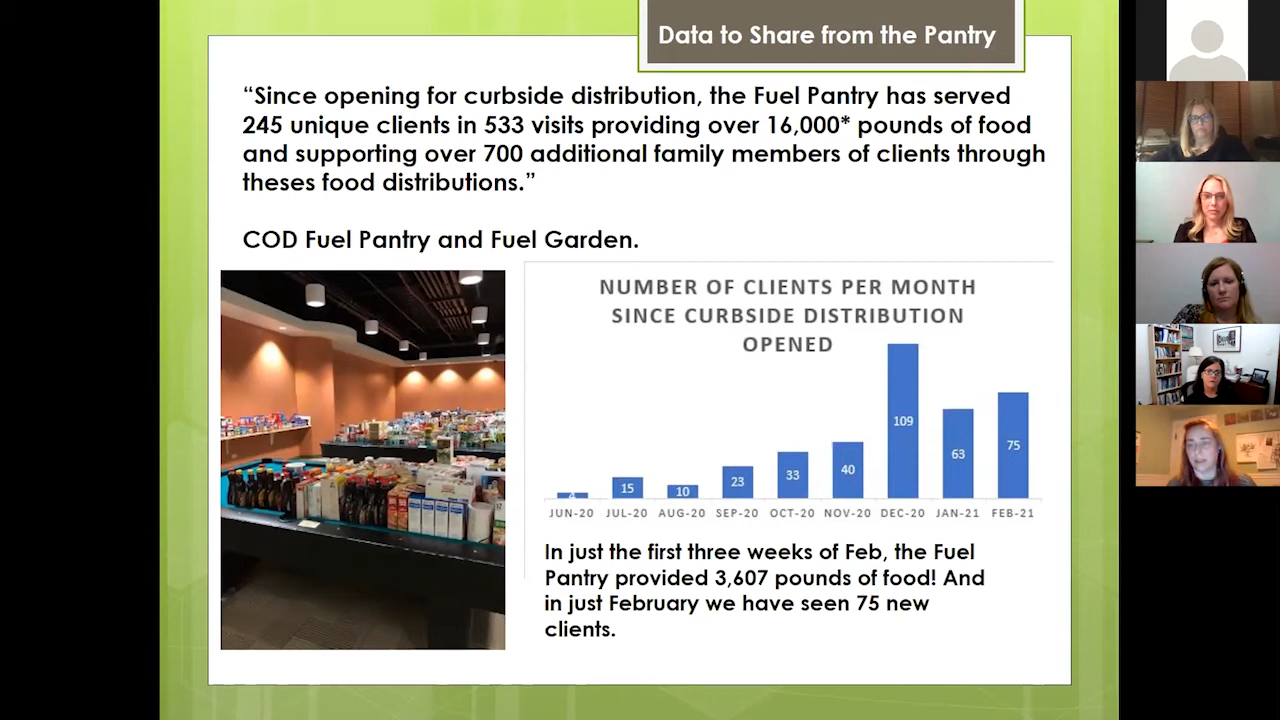 Data to Share from the Pantry
“Since opening for curbside distribution, the Fuel Pantry has served
245 unique clients in 533 visits providing over 16,000* pounds of food
and supporting over 700 additional family members of clients through
theses food distributions.”
COD Fuel Pantry and Fuel Garden.
NUMBER OF CLIENTS PER MONTH
SINCE CURBSIDE DISTRIBUTION
OPENED
4
15
10
23
33
40
109
63
75
JUN-20 JUL-20 AUG-20 SEP-20 OCT-20 NOV-20 DEC-20 JAN-21 FEB-21
In just the first three weeks of Feb, the Fuel
Pantry provided 3,607 pounds of food! And
in just February we have seen 75 new
clients.